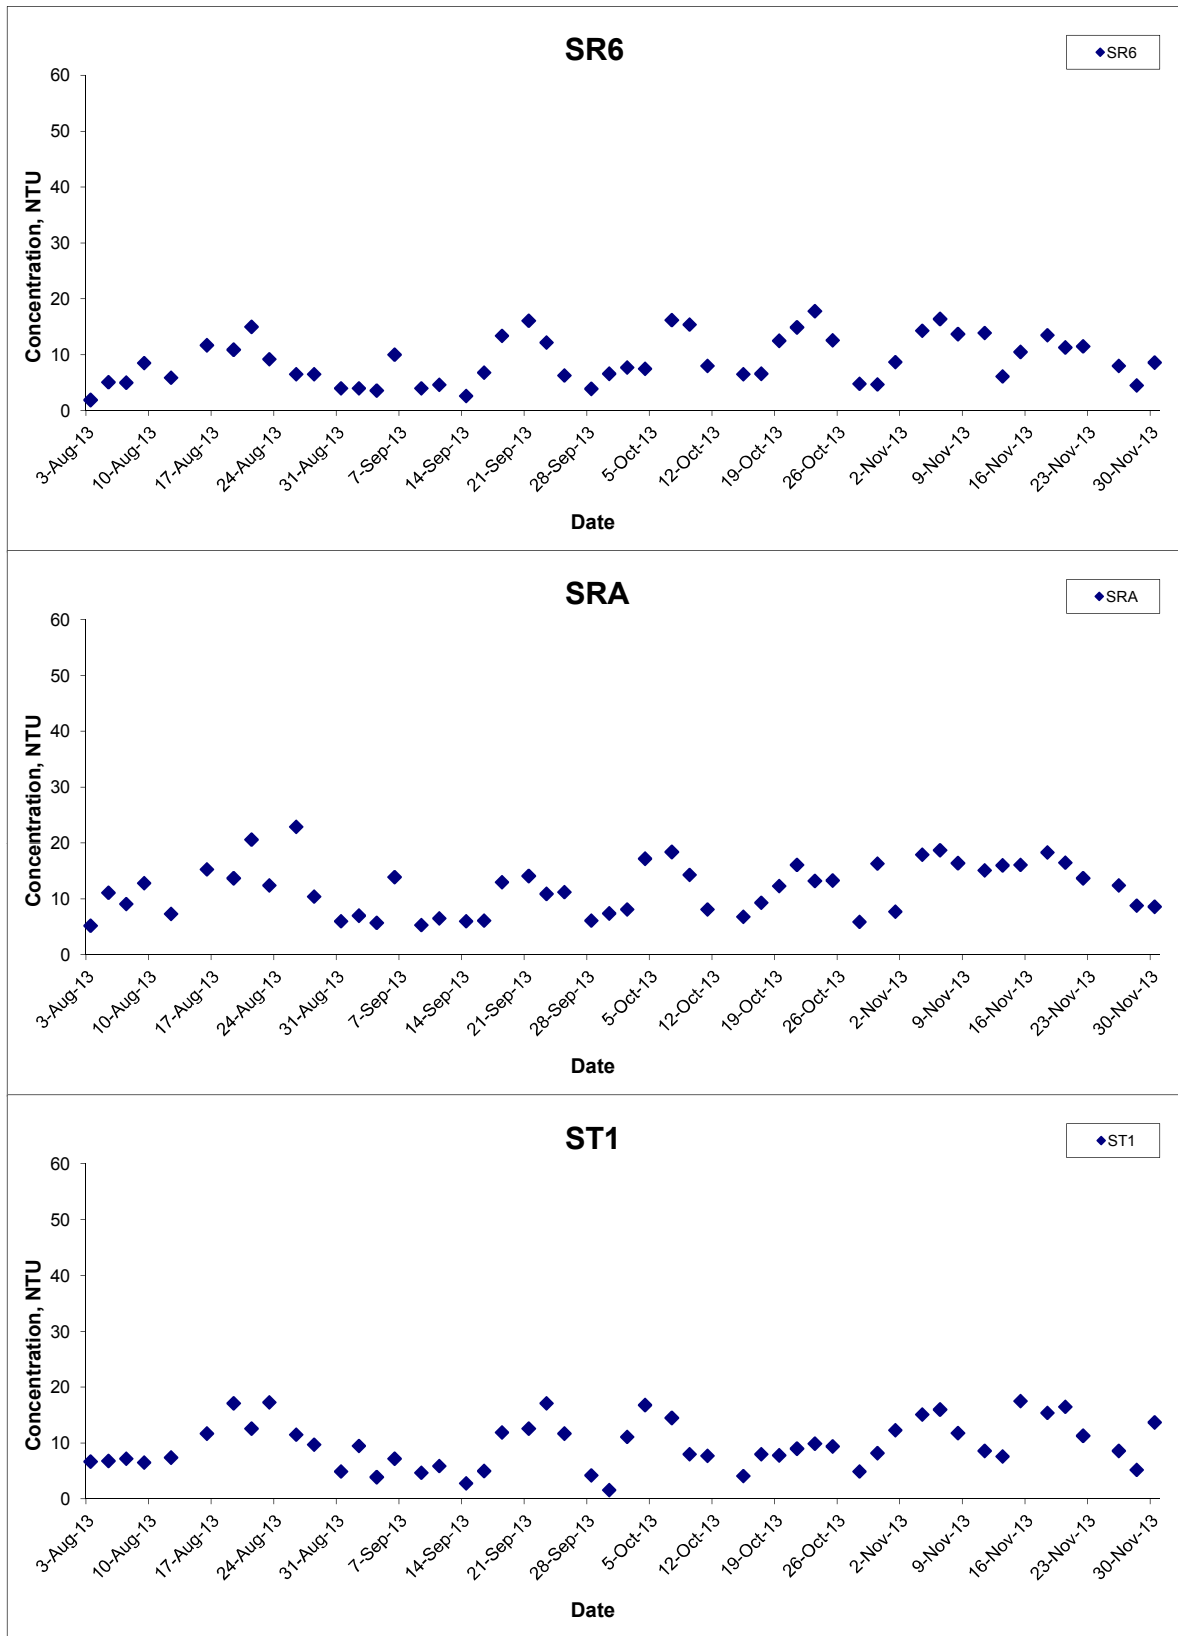 SR6
SR6
60
50
40
30
20
10
0
Concentration, NTU
3-Aug-13
10-Aug-13
17-Aug-13
24-Aug-13
31-Aug-13
7-Sep-13
14-Sep-13
21-Sep-13
28-Sep-13
5-Oct-13
12-Oct-13
19-Oct-13
26-Oct-13
2-Nov-13
9-Nov-13
16-Nov-13
23-Nov-13
30-Nov-13
Date
SRA
SRA
60
50
40
30
20
10
0
Concentration, NTU
3-Aug-13
10-Aug-13
17-Aug-13
24-Aug-13
31-Aug-13
7-Sep-13
14-Sep-13
21-Sep-13
28-Sep-13
5-Oct-13
12-Oct-13
19-Oct-13
26-Oct-13
2-Nov-13
9-Nov-13
16-Nov-13
23-Nov-13
30-Nov-13
Date
ST1
ST1
60
50
40
30
20
10
0
Concentration, NTU
3-Aug-13
10-Aug-13
17-Aug-13
24-Aug-13
31-Aug-13
7-Sep-13
14-Sep-13
21-Sep-13
28-Sep-13
5-Oct-13
12-Oct-13
19-Oct-13
26-Oct-13
2-Nov-13
9-Nov-13
16-Nov-13
23-Nov-13
30-Nov-13
Date